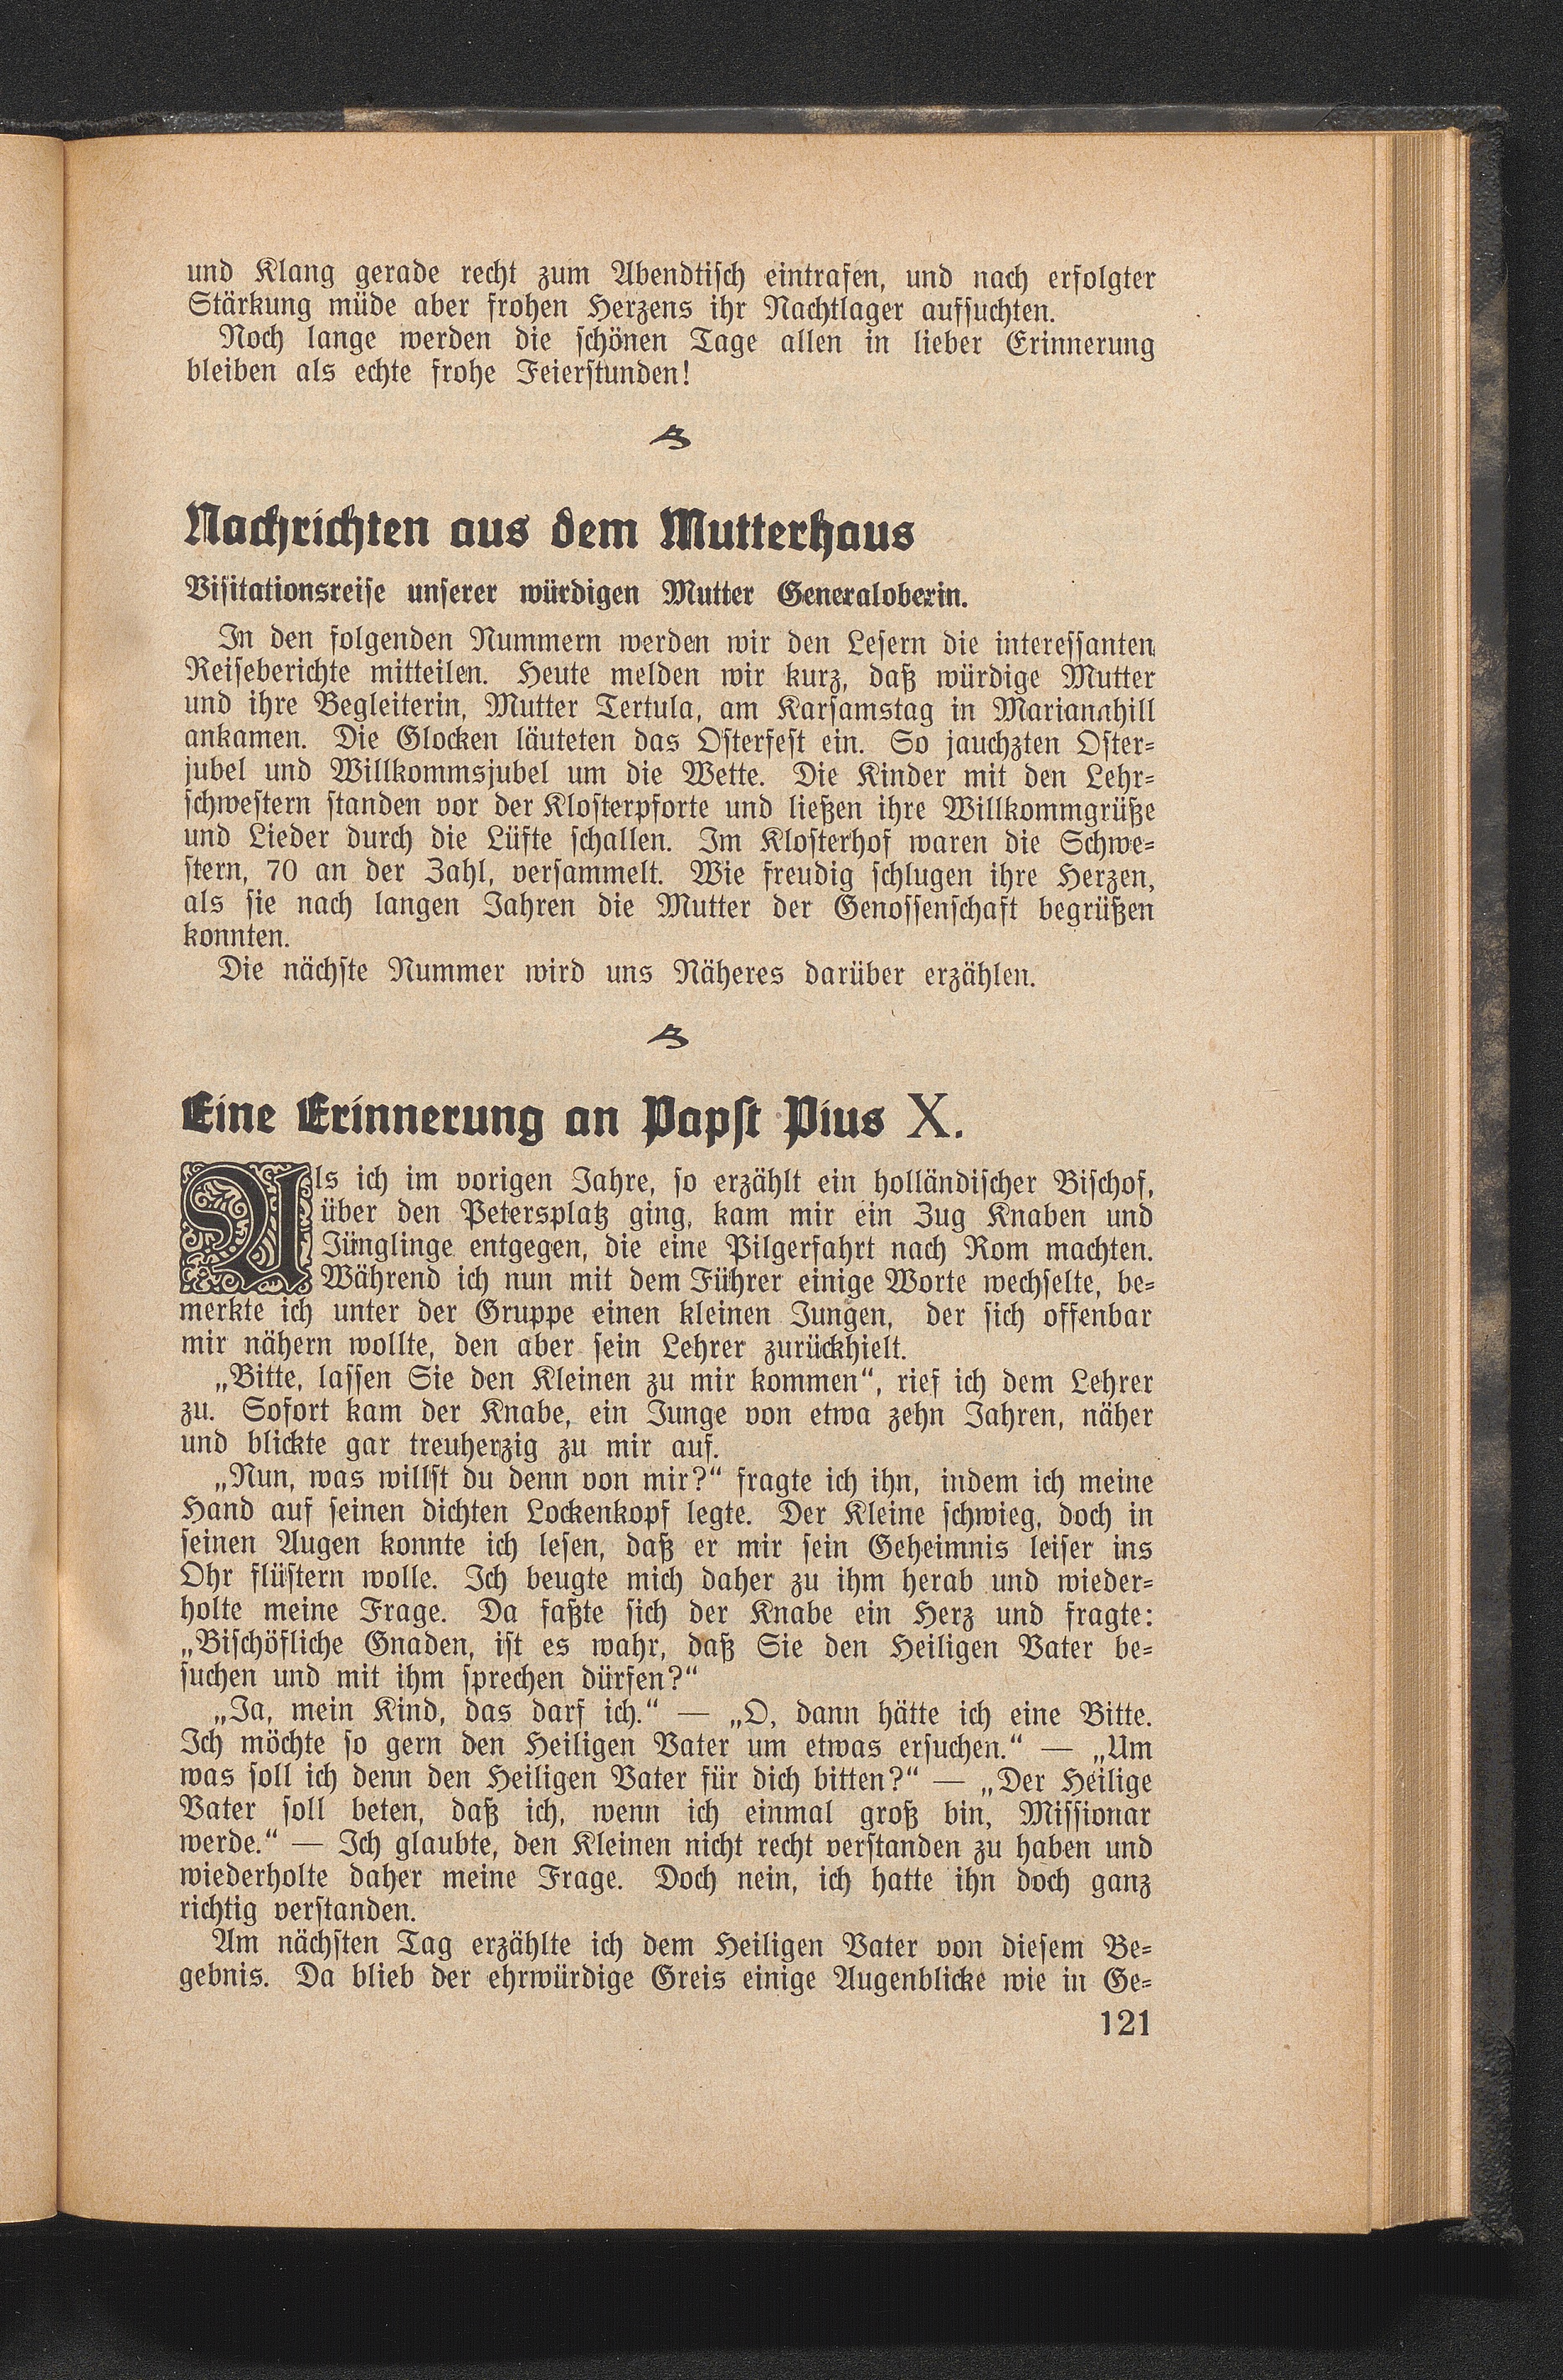 und Klang gerade recht zum Abendtisch eintrafen, und nach erfolgter
Stärkung müde aber frohen Herzens ihr Nachtlager aufsuchten.
Noch lange werden die schönen Tage allen in lieber Erinnerung
bleiben als echte frohe Feierstunden!
Nachrichten aus dem Mutterhaus
Visitationsreise unserer würdigen Mutter Generaloberin.
In den folgenden Nummern werden wir den Lesern die interessanten
Reiseberichte mitteilen. Heute melden wir kurz, daß würdige Mutter
und ihre Begleiterin, Mutter Tertula, am Karsamstag in Mariannhill
ankamen. Die Glocken läuteten das Osterfest ein. So jauchzten Oster-
jubel und Willkommsjubel um die Wette. Die Kinder mit den Lehr-
schwestern standen vor der Klosterpforte und ließen ihre Willkommgrüße
und Lieder durch die Lüfte schallen. Im Klosterhof waren die Schwe-
stern, 70 an der Zahl, versammelt. Wie freudig schlugen ihre Herzen,
als sie nach langen Jahren die Mutter der Genossenschaft begrüßen
konnten.
Die nächste Nummer wird uns Näheres darüber erzählen.
Eine Erinnerung an Papst Pius X.
Als ich im vorigen Jahre, so erzählt ein holländischer Bischof,
über den Petersplatz ging, kam mir ein Zug Knaben und
Jünglinge entgegen, die eine Pilgerfahrt nach Rom machten.
Während ich nun mit dem Führer einige Worte wechselte, be-
merkte ich unter der Gruppe einen kleinen Jungen, der sich offenbar
mir nähern wollte, den aber sein Lehrer zurückhielt.
„Bitte, lassen Sie den Kleinen zu mir kommen“, rief ich dem Lehrer
zu. Sofort kam der Knabe, ein Junge von etwa zehn Jahren, näher
und blickte gar treuherzig zu mir auf.
„Nun, was willst du denn von mir?“ fragte ich ihn, indem ich meine
Hand auf seinen dichten Lockenkopf legte. Der Kleine schwieg, doch in
seinen Augen konnte ich lesen, daß er mir sein Geheimnis leiser ins
Ohr flüstern wolle. Ich beugte mich daher zu ihm herab und wieder-
holte meine Frage. Da faßte sich der Knabe ein Herz und fragte:
„Bischöfliche Gnaden, ist es wahr, daß Sie den Heiligen Vater be-
suchen und mit ihm sprechen dürfen?“
„Ja, mein Kind, das darf ich.“ — „O, dann hätte ich eine Bitte.
Ich möchte so gern den Heiligen Vater um etwas ersuchen.“ — „Um
was soll ich denn den Heiligen Vater für dich bitten?“ — „Der Heilige
Vater soll beten, daß ich, wenn ich einmal groß bin, Missionar
werde.“ — Ich glaubte, den Kleinen nicht recht verstanden zu haben und
wiederholte daher meine Frage. Doch nein, ich hatte ihn doch ganz
richtig verstanden.
Am nächsten Tag erzählte ich dem Heiligen Vater von diesem Be-
gebnis. Da blieb der ehrwürdige Greis einige Augenblicke wie in Ge-
121